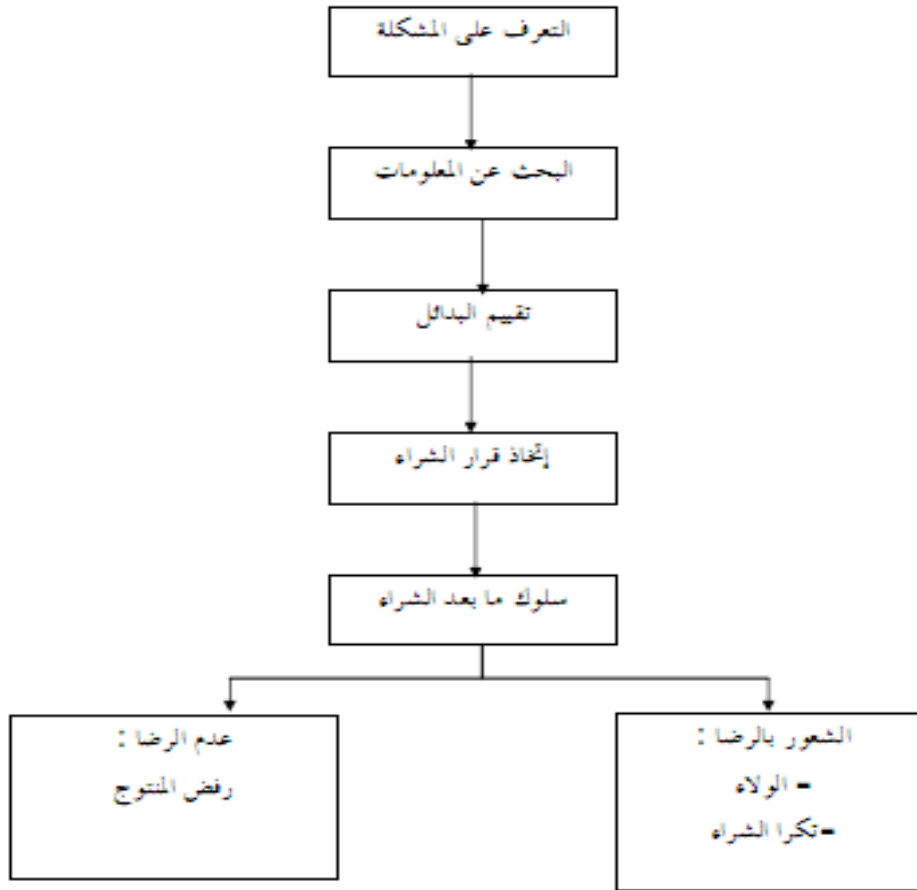 التعرف على المشكلة
البحث عن المعلومات
تقييم البدائل
إتخاذ قرار الشراء
سلوك ما بعد الشراء
الشعور بالرضا :
- الولاء
-تكرا الشراء
عدم الرضا :
رفض المنتوج